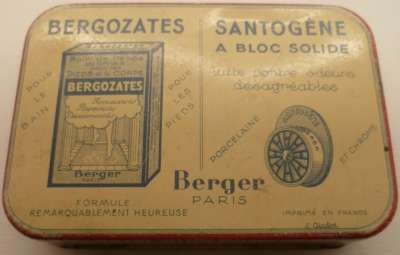 BERGOZATES
POUR LE BAIN
BERGOZATES
Berger
PARIS
POUR LES PIEDS
FORMULE
REMARQUABLEMENT HEUREUSE
SANTOGÈNE
A BLOC SOLIDE
lutte contre odeurs
désagréables
PORCELAINE
ET CHROME
Berger
PARIS
IMPRIMÉ EN FRANCE